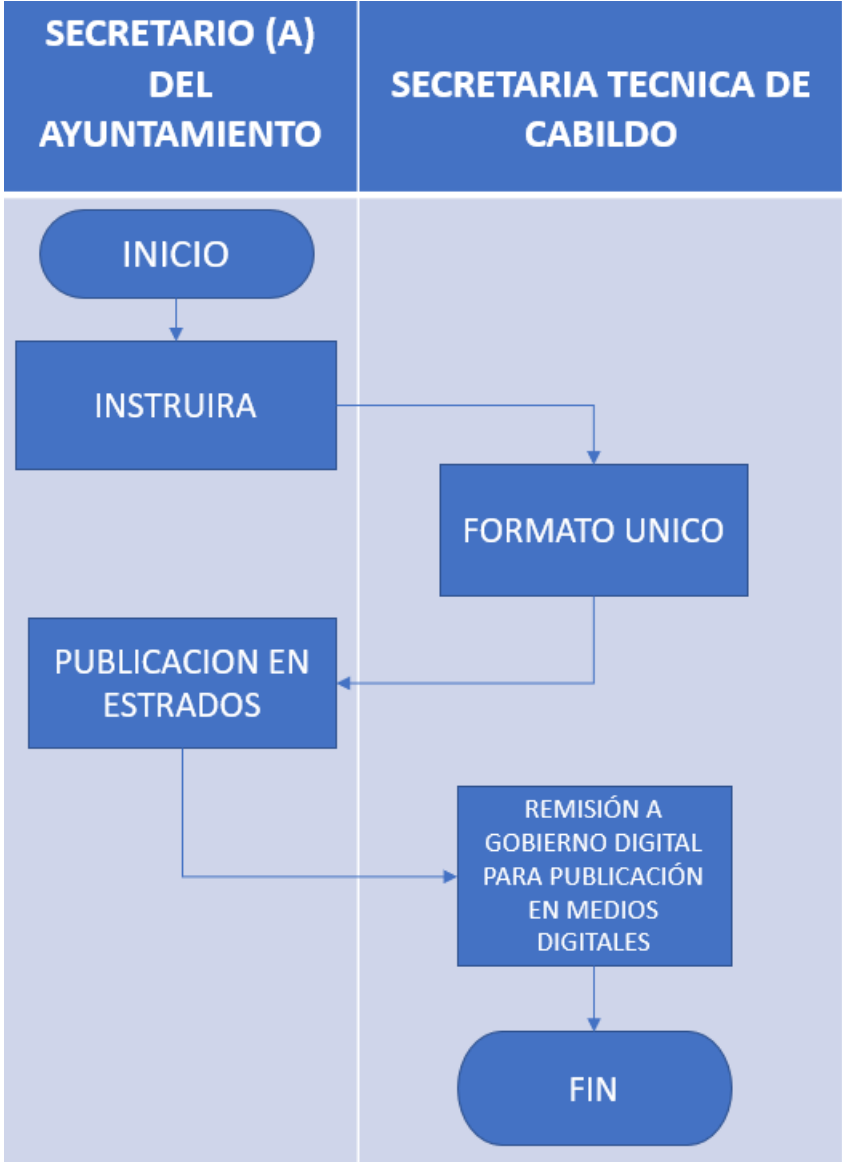 SECRETARIO (A)
DEL
AYUNTAMIENTO
SECRETARIA TECNICA DE
CABILDO
INICIO
INSTRUIRA
FORMATO UNICO
PUBLICACION EN
ESTRADOS
REMISIÓN A
GOBIERNO DIGITAL
PARA PUBLICACIÓN
EN MEDIOS
DIGITALES
FIN